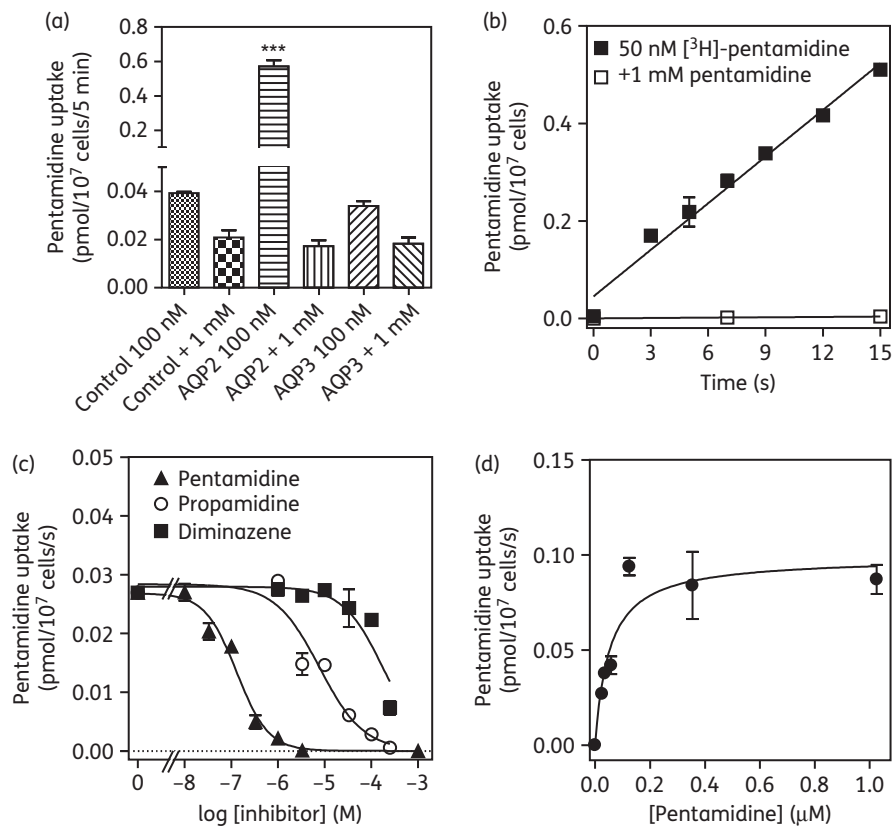 (a)
Pentamidine uptake
(pmol/10⁷ cells/5 min)
0.8
0.6
0.4
0.2
0.04
0.02
0.00
***
Control 100 nM
Control + 1 mM
AQP2 100 nM
AQP2 + 1 mM
AQP3 100 nM
AQP3 + 1 mM
(b)
Pentamidine uptake
(pmol/10⁷ cells)
0.6
0.4
0.2
0.0
50 nM [³H]-pentamidine
+1 mM pentamidine
0 3 6 9 12 15
Time (s)
(c)
Pentamidine uptake
(pmol/10⁷ cells/s)
0.05
0.04
0.03
0.02
0.01
0.00
Pentamidine
Propamidine
Diminazene
0 −8 −7 −6 −5 −4 −3
log [inhibitor] (M)
(d)
Pentamidine uptake
(pmol/10⁷ cells/s)
0.15
0.10
0.05
0.00
0.0 0.2 0.4 0.6 0.8 1.0
[Pentamidine] (μM)